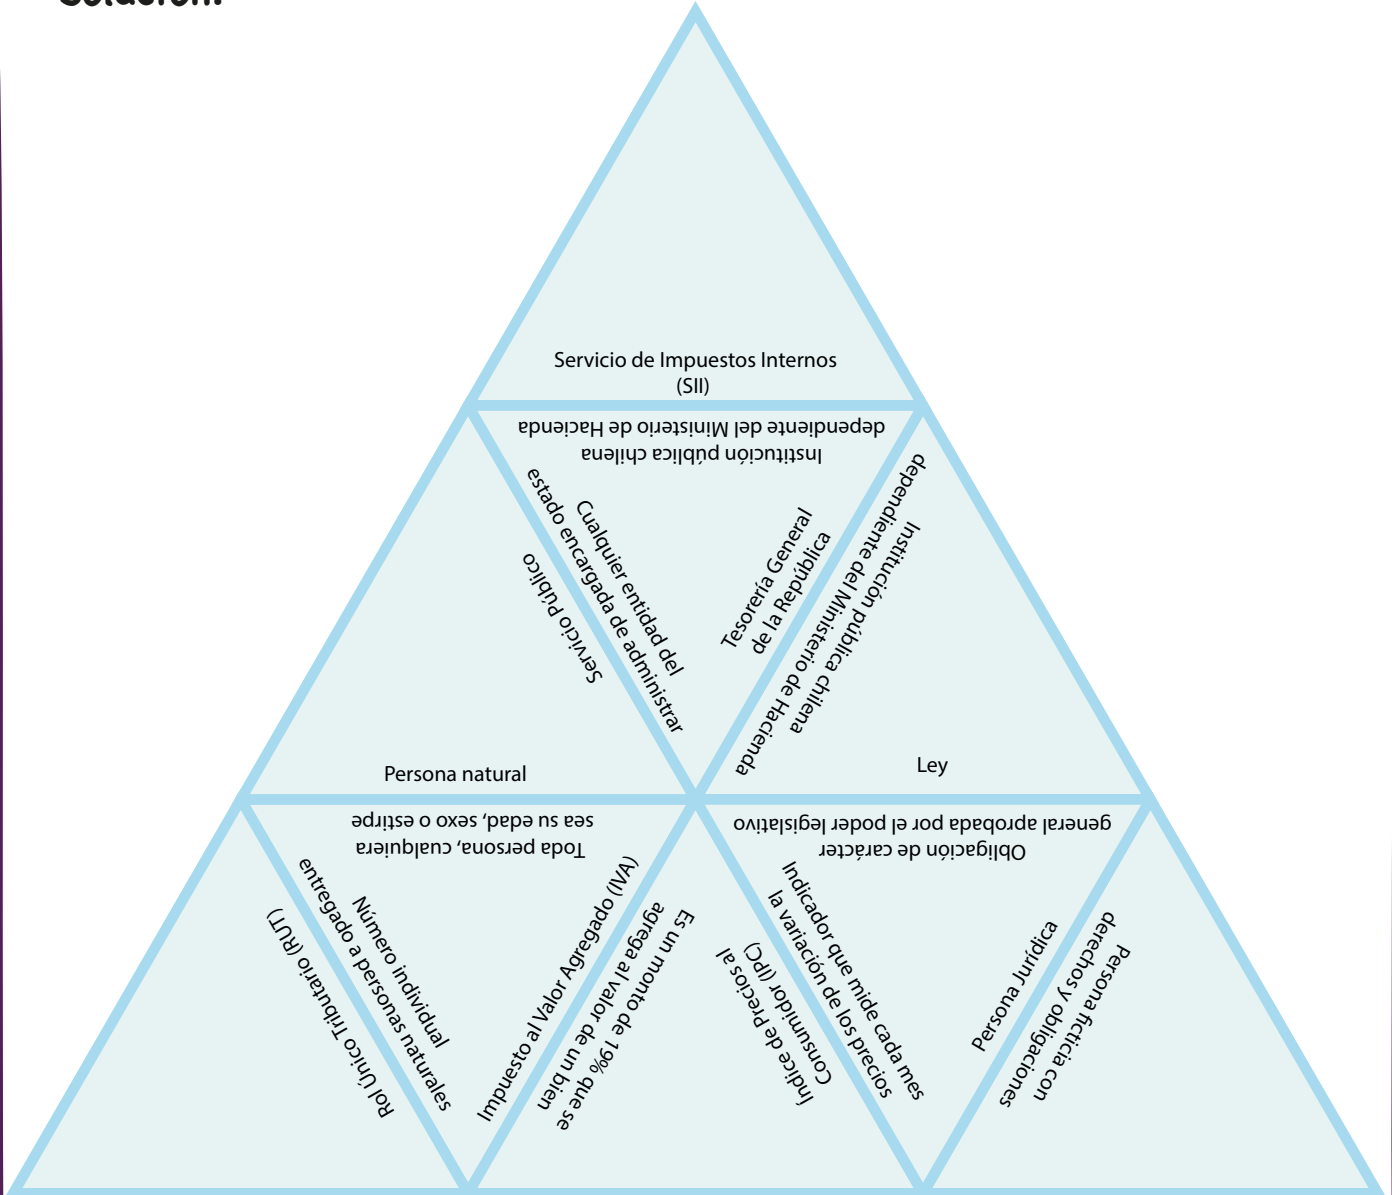 Solución:
Servicio de Impuestos Internos
(SII)
Institución pública chilena
dependiente del Ministerio de Hacienda
Cualquier entidad del
estado encargada de administrar
Servicio Público
Tesorería General
de la República
Institución pública chilena
dependiente del Ministerio de Hacienda
Persona natural
Ley
Toda persona, cualquiera
sea su edad, sexo o estirpe
Obligación de carácter
general aprobada por el poder legislativo
Número individual
entregado a personas naturales
Rol Único Tributario (RUT)
Impuesto al Valor Agregado (IVA)
Es un monto de 19% que se
agrega al valor de un bien
Indicador que mide cada mes
la variación de los precios
Índice de Precios al
Consumidor (IPC)
Persona Jurídica
Persona ficticia con
derechos y obligaciones